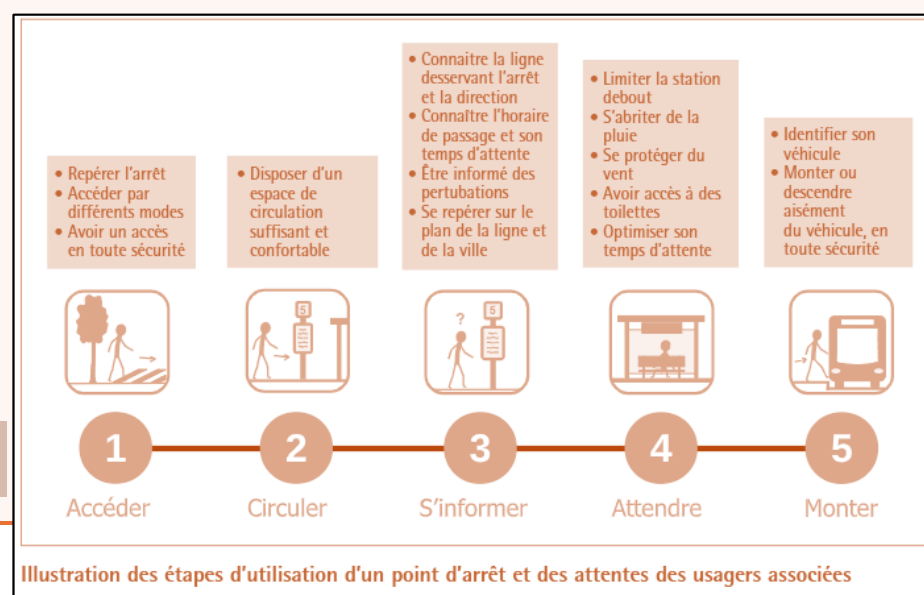 • Repérer l'arrêt
• Accéder par
différents modes
• Avoir un accès
en toute sécurité
• Disposer d'un
espace de
circulation
suffisant et
confortable
• Connaitre la ligne
desservant l'arrêt
et la direction
• Connaître l'horaire
de passage et son
temps d'attente
• Être informé des
pertubations
• Se repérer sur le
plan de la ligne et
de la ville
• Limiter la station
debout
• S'abriter de la
pluie
• Se protéger du
vent
• Avoir accès à des
toilettes
• Optimiser son
temps d'attente
• Identifier son
véhicule
• Monter ou
descendre
aisément
du véhicule, en
toute sécurité
5
?
5
1
2
3
4
5
Accéder
Circuler
S'informer
Attendre
Monter
Illustration des étapes d'utilisation d'un point d'arrêt et des attentes des usagers associées